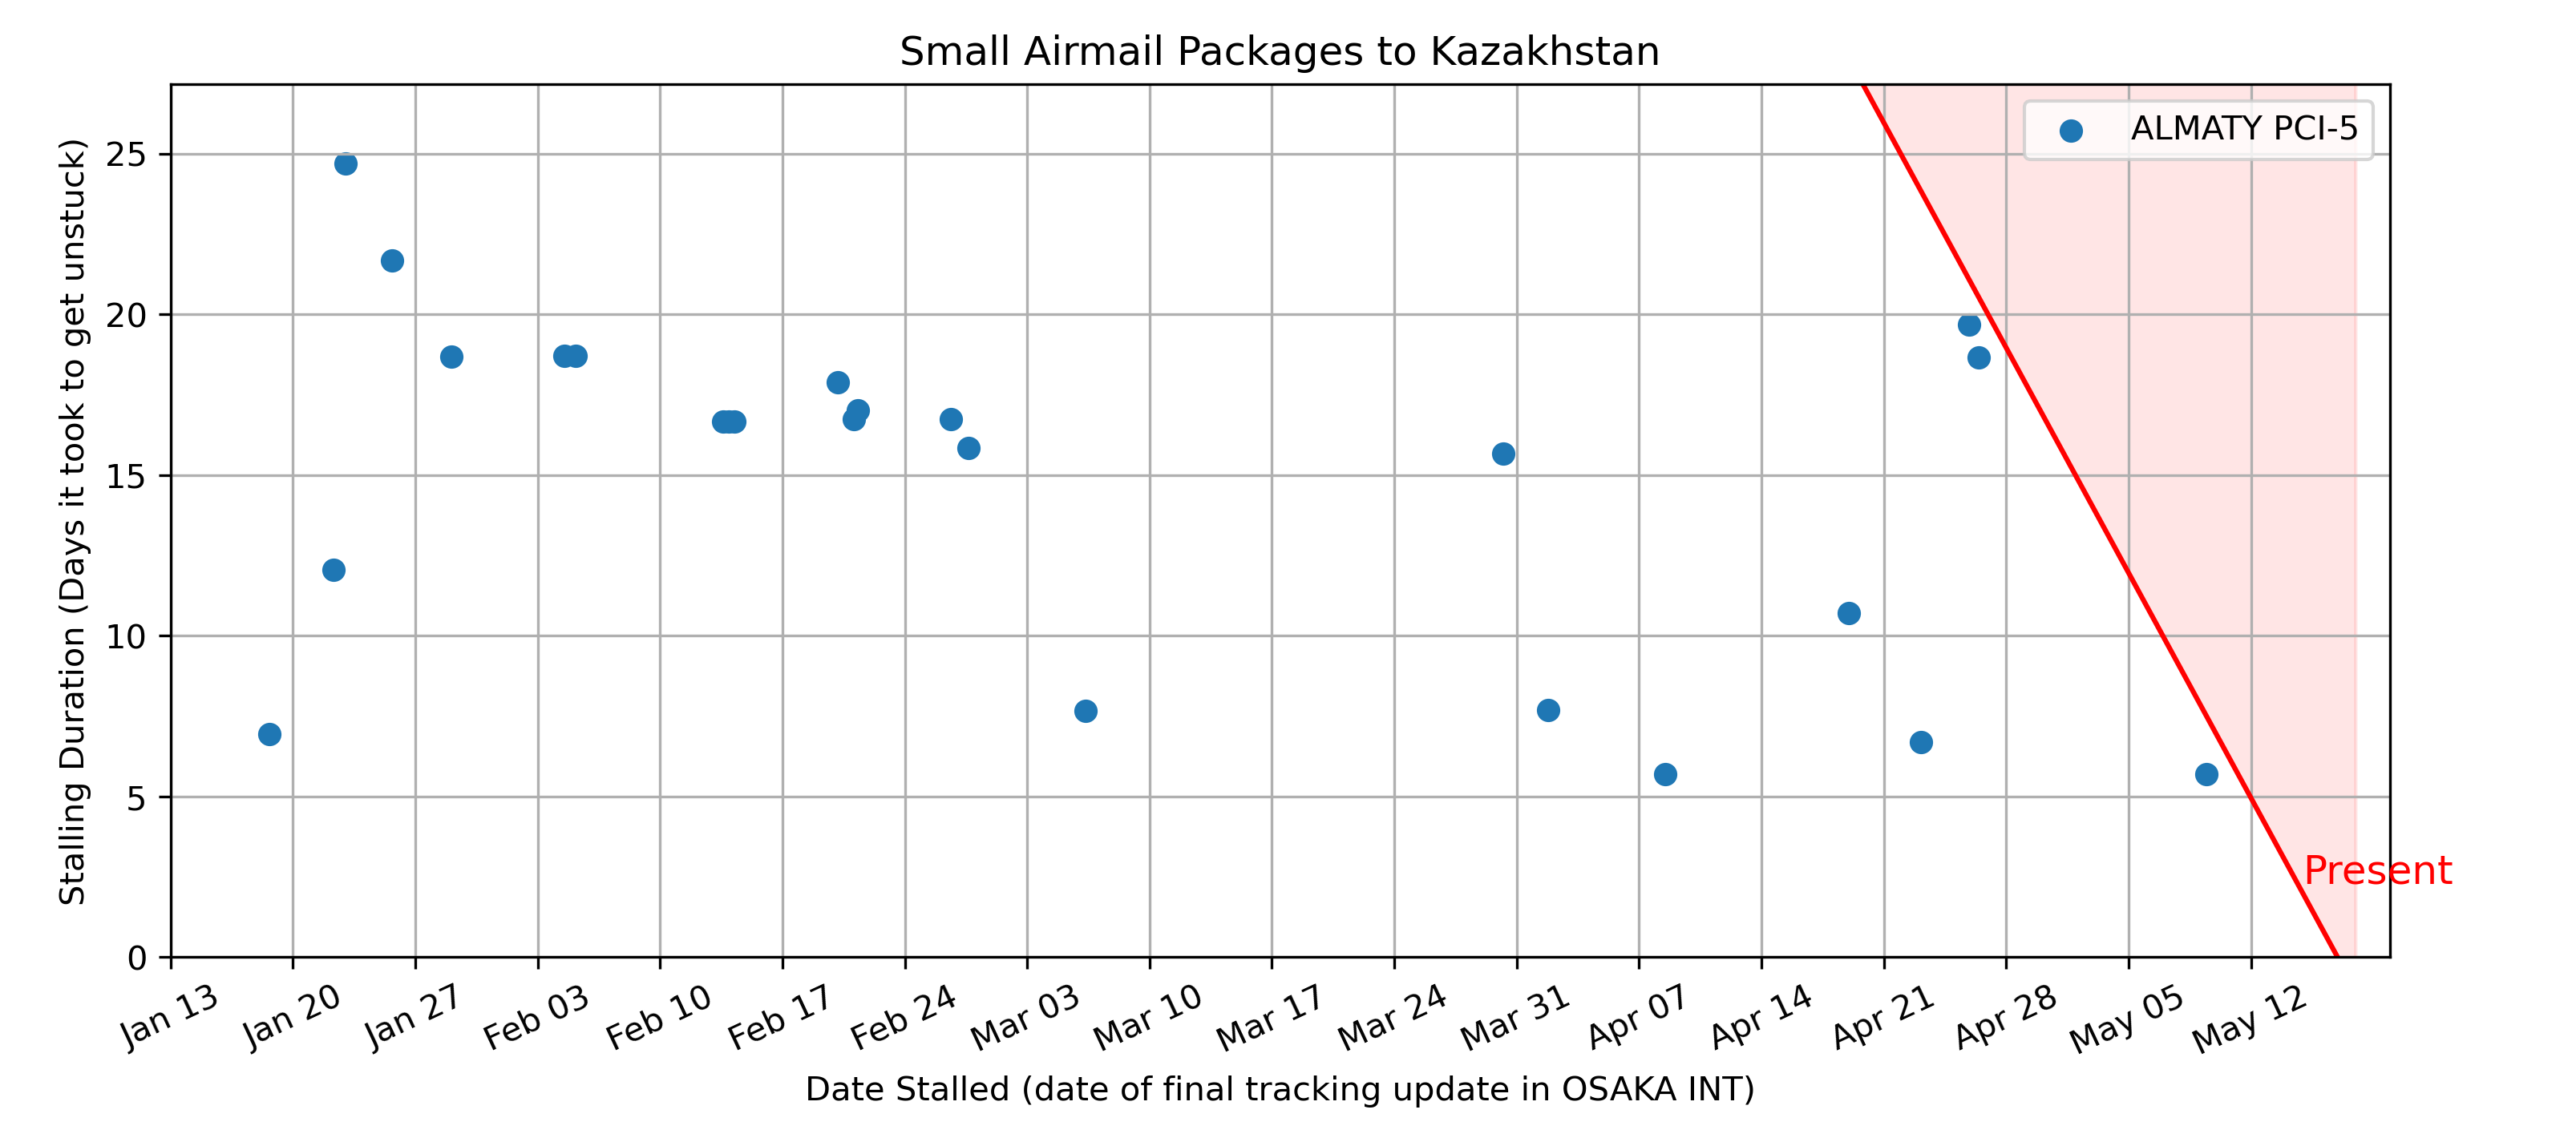 Small Airmail Packages to Kazakhstan
ALMATY PCI-5
Stalling Duration (Days it took to get unstuck)
25
20
15
10
5
0
Present
Jan 13
Jan 20
Jan 27
Feb 03
Feb 10
Feb 17
Feb 24
Mar 03
Mar 10
Mar 17
Mar 24
Mar 31
Apr 07
Apr 14
Apr 21
Apr 28
May 05
May 12
Date Stalled (date of final tracking update in OSAKA INT)